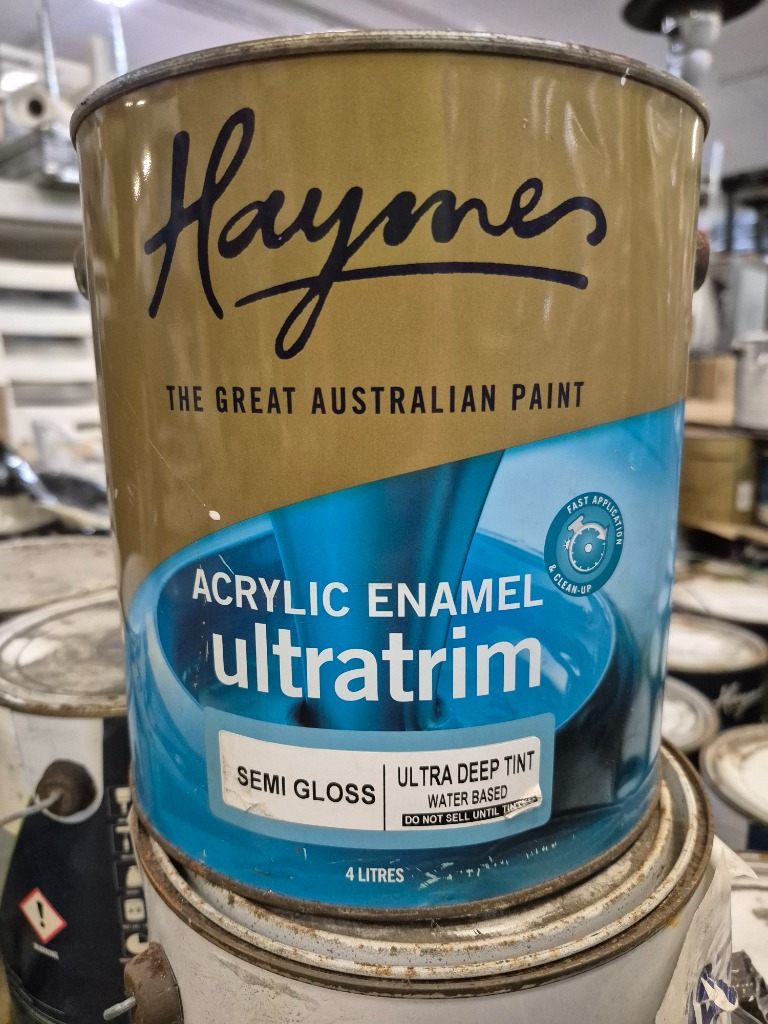 Haymes
THE GREAT AUSTRALIAN PAINT
FAST APPLICATION
& CLEAN-UP
ACRYLIC ENAMEL
ultratrim
SEMI GLOSS
ULTRA DEEP TINT
WATER BASED
DO NOT SELL UNTIL TINTED
4 LITRES